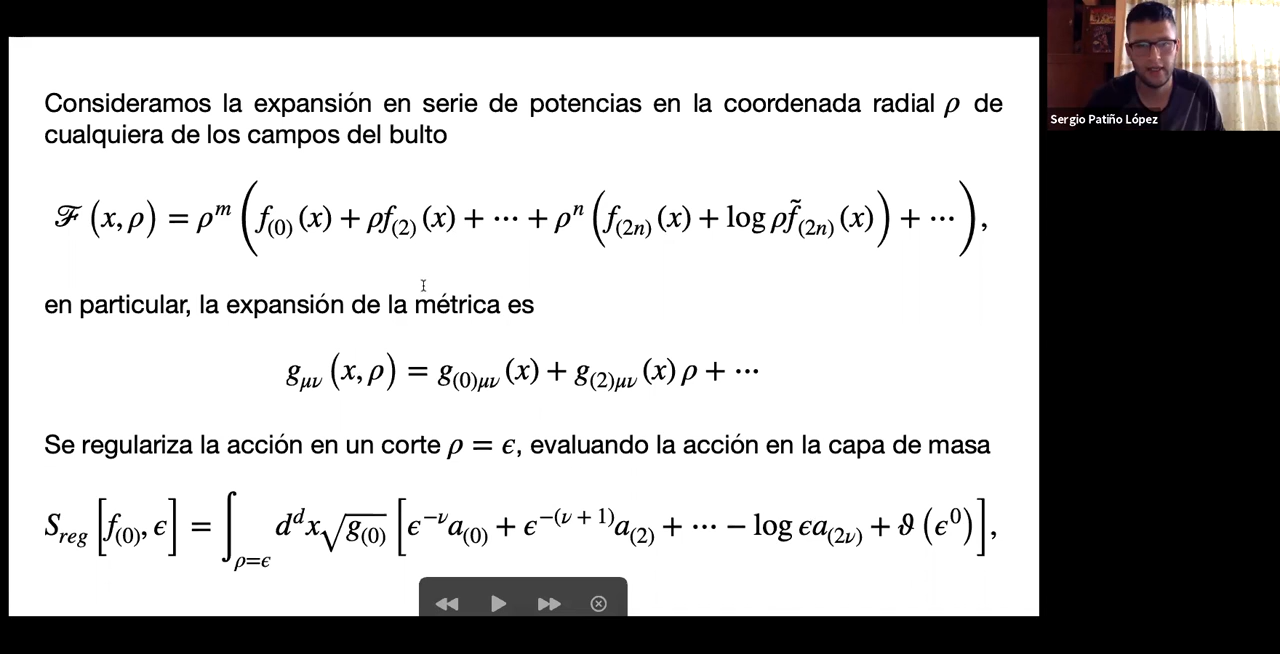 Consideramos la expansión en serie de potencias en la coordenada radial ρ de
cualquiera de los campos del bulto
ℱ (x, ρ) = ρ^m ( f_(0) (x) + ρf_(2) (x) + ⋯ + ρ^n ( f_(2n) (x) + log ρf̃_(2n) (x) ) + ⋯ ),
en particular, la expansión de la métrica es
g_μν (x, ρ) = g_(0)μν (x) + g_(2)μν (x) ρ + ⋯
Se regulariza la acción en un corte ρ = ϵ, evaluando la acción en la capa de masa
S_reg [f_(0), ϵ] = ∫_ρ=ϵ d^d x√g_(0) [ϵ^−ν a_(0) + ϵ^−(ν + 1) a_(2) + ⋯ − log ϵa_(2ν) + ϑ (ϵ^0)],
Sergio Patiño López